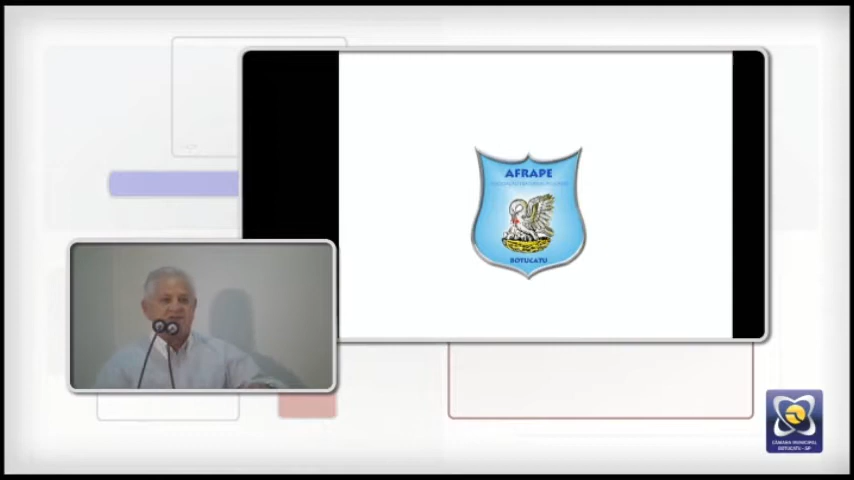 AFRAPE
BOTUCATU
CÂMARA MUNICIPAL
BOTUCATU - SP